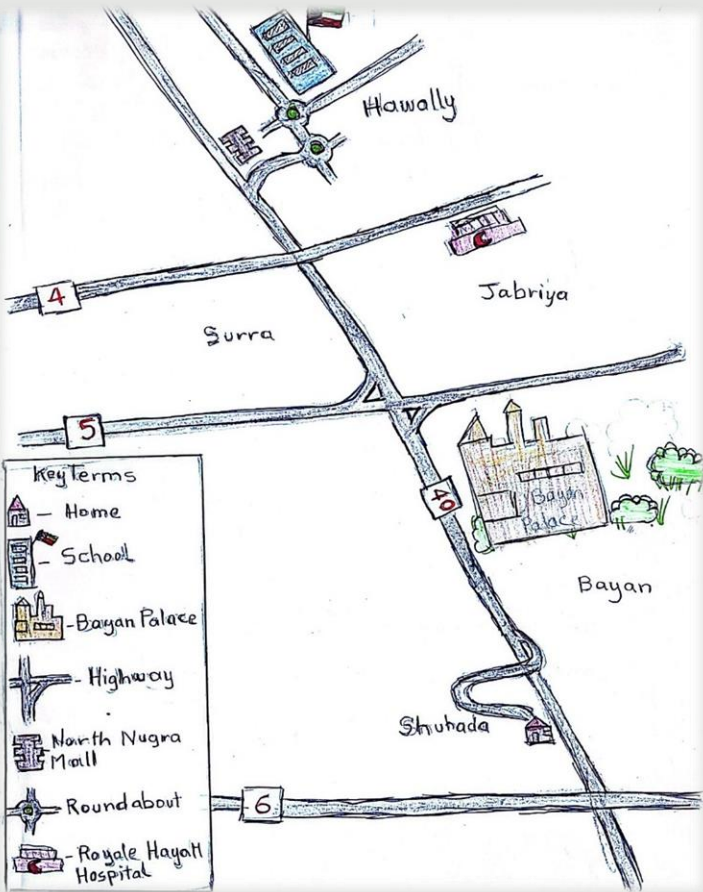 Hawally
4
Jabriya
Surra
5
40
Bayan
Palace
Bayan
Shuhada
6
Key Terms
- Home
- School
- Bayan Palace
- Highway
North Nugra
Mall
- Roundabout
- Royale Hayatt
Hospital